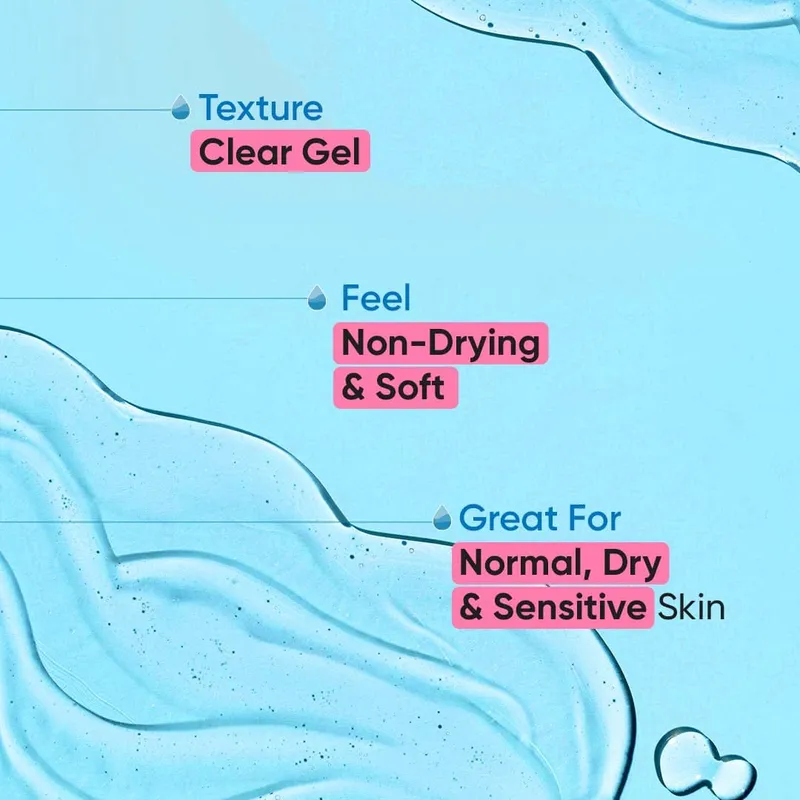 Texture
Clear Gel
Feel
Non-Drying
& Soft
Great For
Normal, Dry
& Sensitive Skin